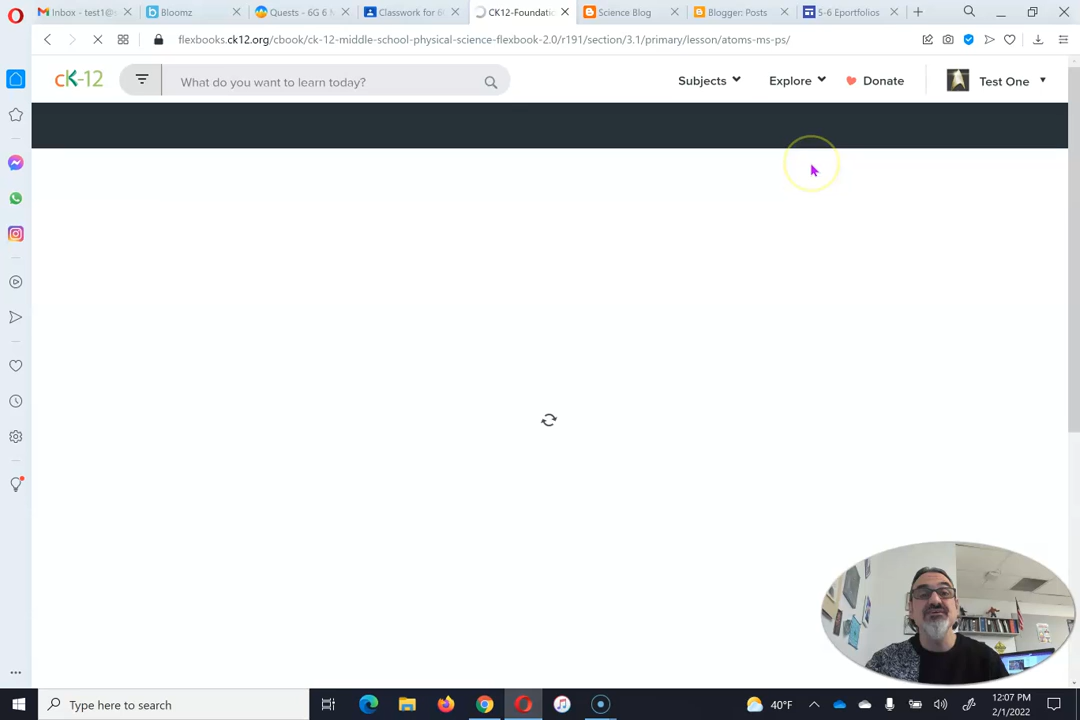 Inbox - test1@
Bloomz
Quests - 6G 6 M
Classwork for 6
CK12-Foundati
Science Blog
Blogger: Posts
5-6 Eportfolios
flexbooks.ck12.org/cbook/ck-12-middle-school-physical-science-flexbook-2.0/r191/section/3.1/primary/lesson/atoms-ms-ps/
cK-12
What do you want to learn today?
Subjects
Explore
Donate
Test One
Type here to search
40°F
12:07 PM
2/1/2022